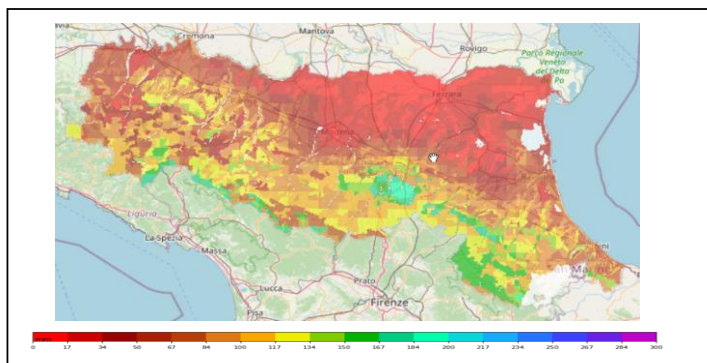 Cremona
Mantova
Rovigo
Parco Regionale
Veneto
del Delta
Po
Ferrara
Modena
Liguria
La Spezia
Massa
Lucca
Prato
Pisa
Firenze
0 17 34 50 67 84 100 117 134 150 167 184 200 217 234 250 267 284 300